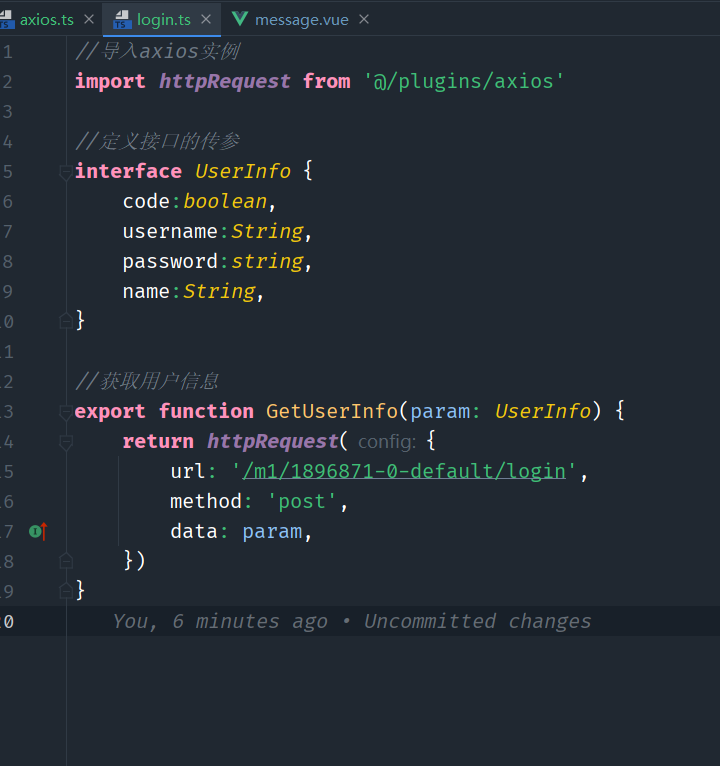 axios.ts × login.ts × message.vue ×
1 //导入axios实例
2 import httpRequest from '@/plugins/axios'
3
4 //定义接口的传参
5 interface UserInfo {
6 code:boolean,
7 username:String,
8 password:string,
9 name:String,
0 }
1
2 //获取用户信息
3 export function GetUserInfo(param: UserInfo) {
4 return httpRequest( config: {
5 url: '/m1/1896871-0-default/login',
6 method: 'post',
7 data: param,
8 })
9 }
0 You, 6 minutes ago • Uncommitted changes